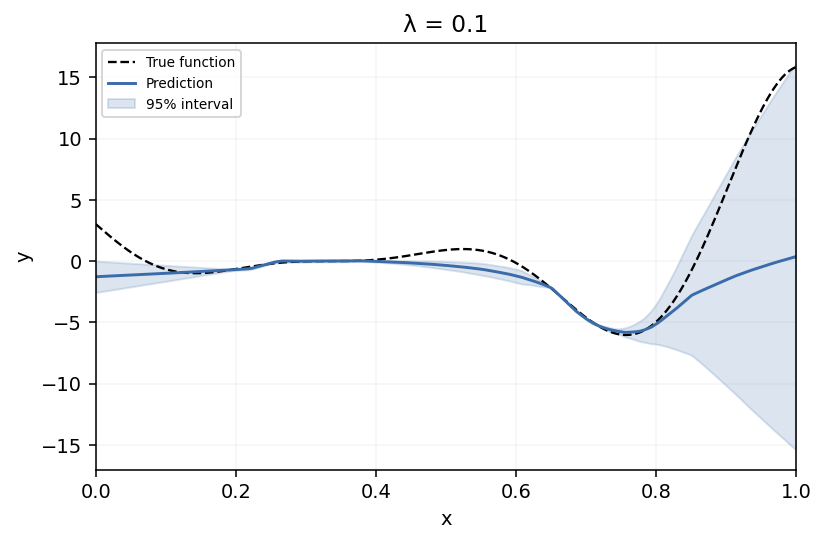 λ = 0.1
True function
Prediction
95% interval
y
15
10
5
0
−5
−10
−15
0.0 0.2 0.4 0.6 0.8 1.0
x